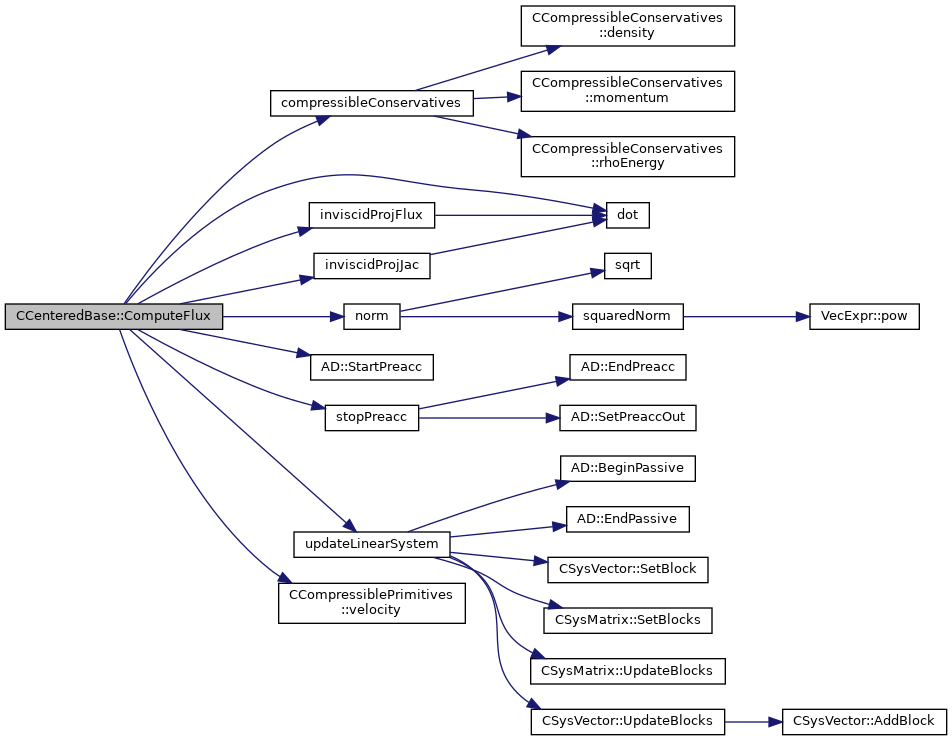 CCompressibleConservatives
::density
CCompressibleConservatives
::momentum
compressibleConservatives
CCompressibleConservatives
::rhoEnergy
inviscidProjFlux
dot
inviscidProjJac
sqrt
CCenteredBase::ComputeFlux
norm
squaredNorm
VecExpr::pow
AD::StartPreacc
AD::EndPreacc
stopPreacc
AD::SetPreaccOut
AD::BeginPassive
AD::EndPassive
updateLinearSystem
CSysVector::SetBlock
CCompressiblePrimitives
::velocity
CSysMatrix::SetBlocks
CSysMatrix::UpdateBlocks
CSysVector::UpdateBlocks
CSysVector::AddBlock